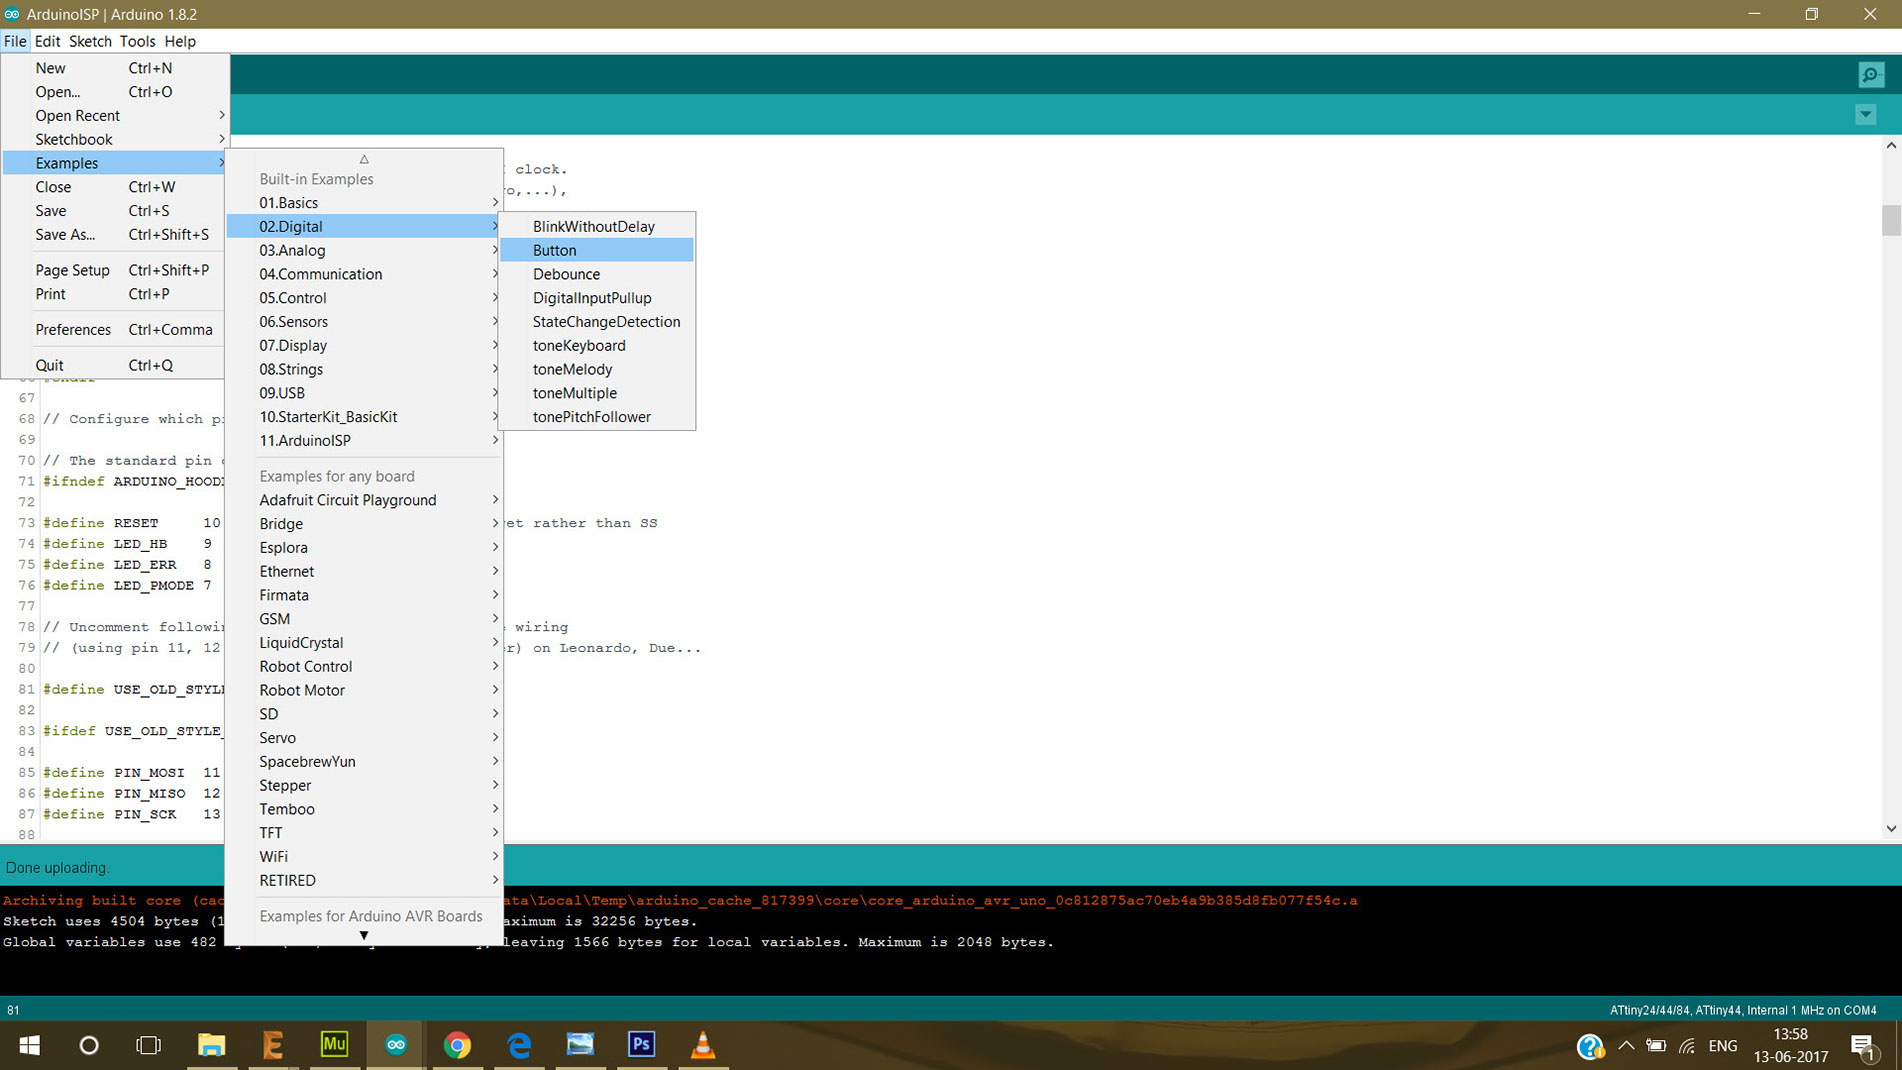 ArduinoISP | Arduino 1.8.2
File Edit Sketch Tools Help
New Ctrl+N
Open... Ctrl+O
Open Recent
Sketchbook
Examples
Close Ctrl+W
Save Ctrl+S
Save As... Ctrl+Shift+S
Page Setup Ctrl+Shift+P
Print Ctrl+P
Preferences Ctrl+Comma
Quit Ctrl+Q
Built-in Examples
01.Basics
02.Digital
03.Analog
04.Communication
05.Control
06.Sensors
07.Display
08.Strings
09.USB
10.StarterKit_BasicKit
11.ArduinoISP
Examples for any board
Adafruit Circuit Playground
Bridge
Esplora
Ethernet
Firmata
GSM
LiquidCrystal
Robot Control
Robot Motor
SD
Servo
SpacebrewYun
Stepper
Temboo
TFT
WiFi
RETIRED
Examples for Arduino AVR Boards
BlinkWithoutDelay
Button
Debounce
DigitalInputPullup
StateChangeDetection
toneKeyboard
toneMelody
toneMultiple
tonePitchFollower
clock.
o,...),
67
68 // Configure which pi
69
70 // The standard pin
71 #ifndef ARDUINO_HOOD
72
73 #define RESET 10 et rather than SS
74 #define LED_HB 9
75 #define LED_ERR 8
76 #define LED_PMODE 7
77
78 // Uncomment followin wiring
79 // (using pin 11, 12 r) on Leonardo, Due...
80
81 #define USE_OLD_STYLE
82
83 #ifdef USE_OLD_STYLE_
84
85 #define PIN_MOSI 11
86 #define PIN_MISO 12
87 #define PIN_SCK 13
88
Done uploading.
Archiving built core (cac ata\Local\Temp\arduino_cache_817399\core\core_arduino_avr_uno_0c812875ac70eb4a9b385d8fb077f54c.a
Sketch uses 4504 bytes (1 aximum is 32256 bytes.
Global variables use 482 leaving 1566 bytes for local variables. Maximum is 2048 bytes.
81 ATtiny24/44/84, ATtiny44, Internal 1 MHz on COM4
Mu Ps ENG 13:58
13-06-2017 1